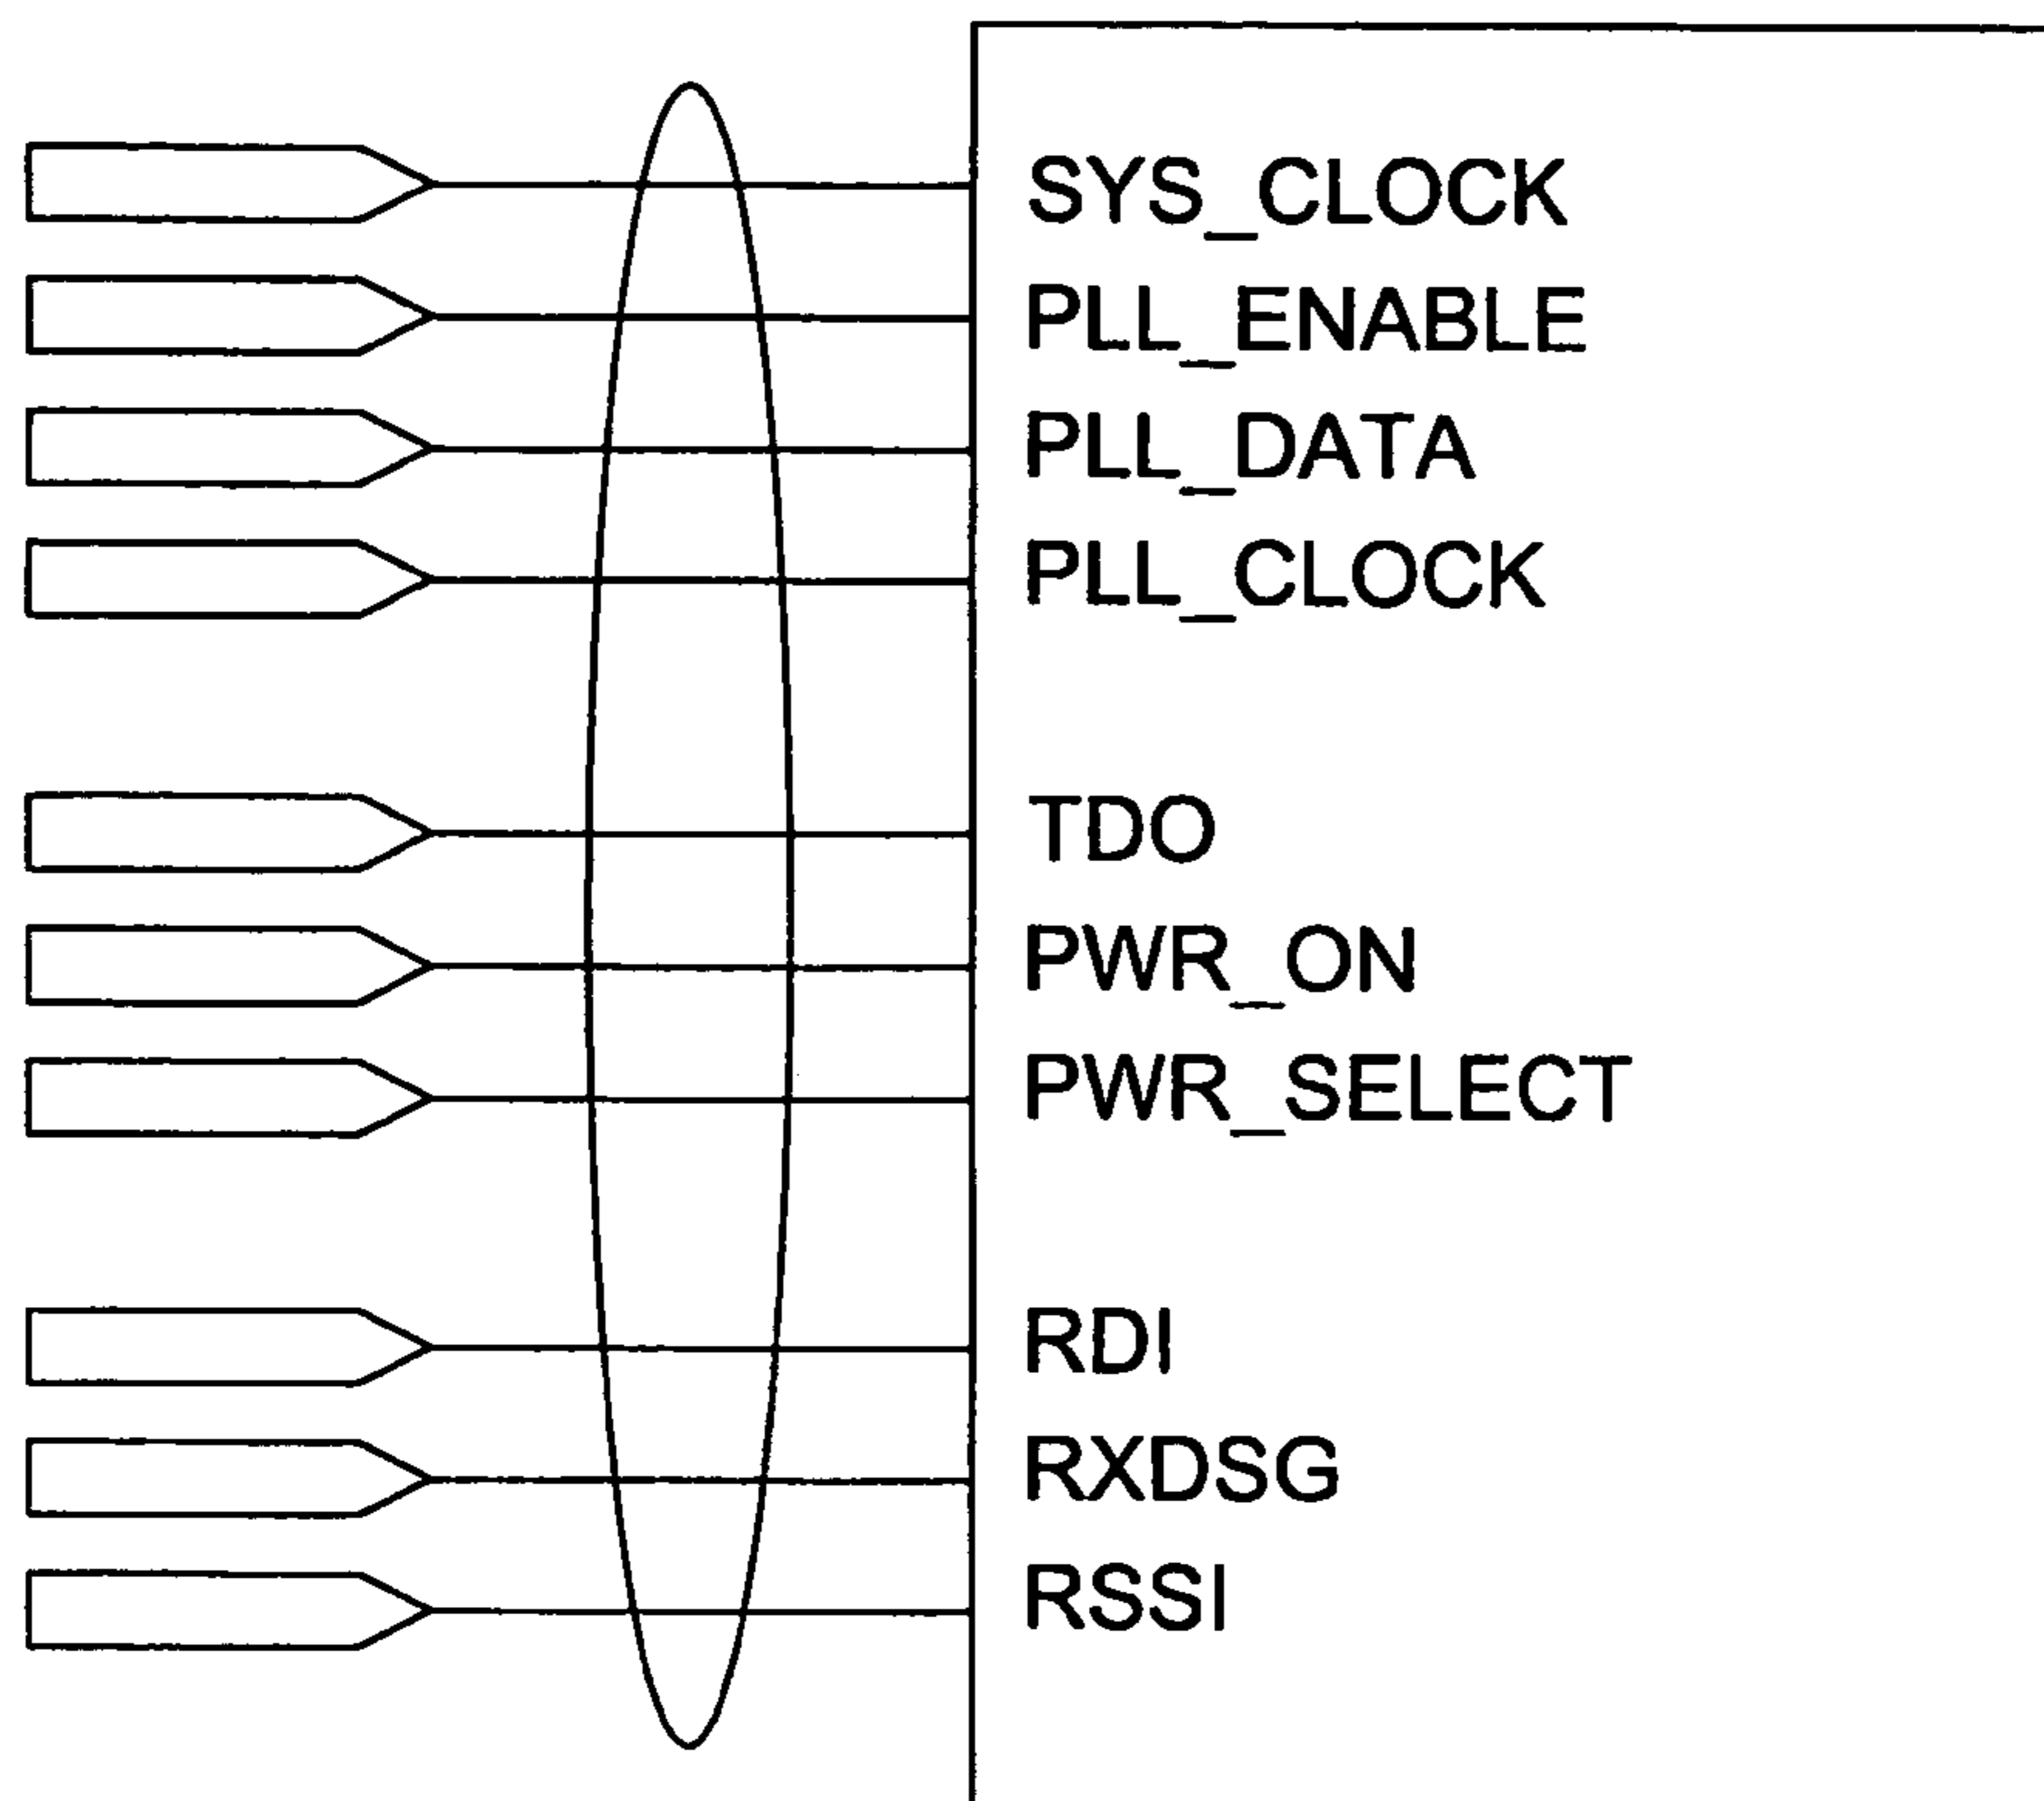 SYS_CLOCK
PLL_ENABLE
PLL_DATA
PLL_CLOCK
TDO
PWR_ON
PWR_SELECT
RDI
RXDSG
RSSI